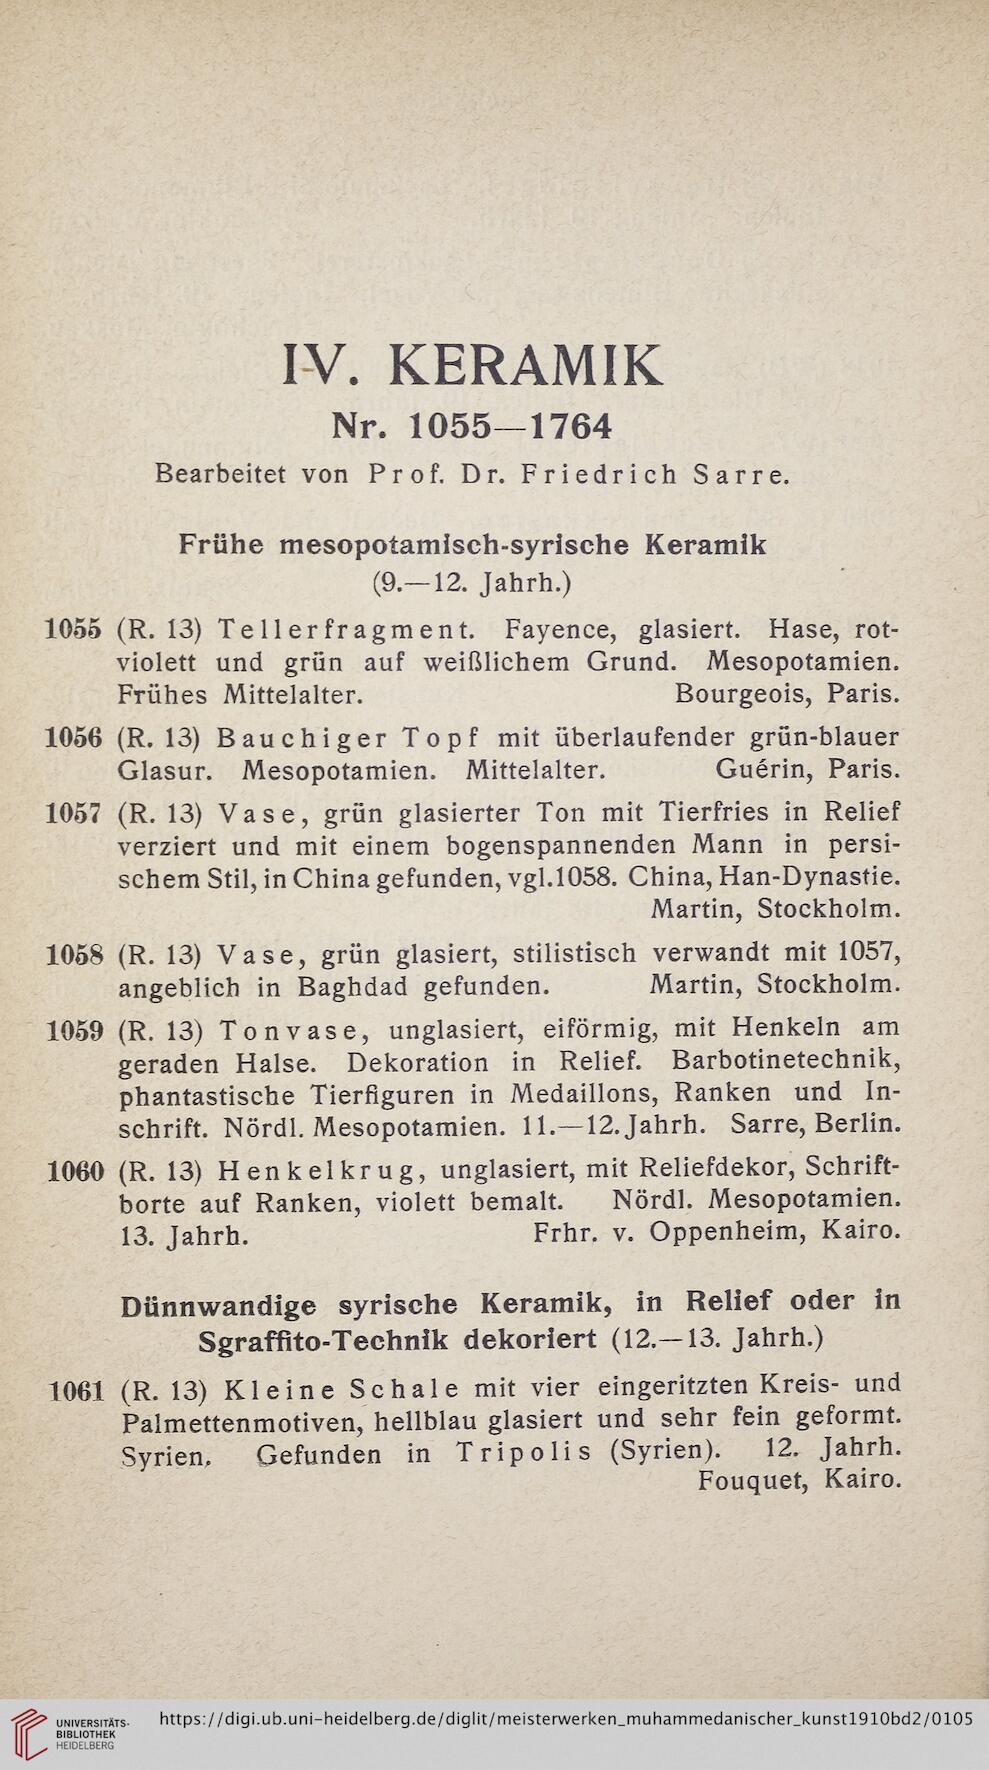 IV. KERAMIK
Nr. 1055—1764
Bearbeitet von Prof. Dr. Friedrich Sarre.
Frühe mesopotamisch-syrische Keramik
(9.—12. Jahrh.)
1055 (R. 13) Tellerfragment. Fayence, glasiert. Hase, rot-
violett und grün auf weißlichem Grund. Mesopotamien.
Frühes Mittelalter. Bourgeois, Paris.
1056 (R. 13) Bauchiger Topf mit überlaufender grün-blauer
Glasur. Mesopotamien. Mittelalter. Guérin, Paris.
1057 (R. 13) Vase, grün glasierter Ton mit Tierfries in Relief
verziert und mit einem bogenspannenden Mann in persi-
schem Stil, in China gefunden, vgl.1058. China, Han-Dynastie.
Martin, Stockholm.
1058 (R. 13) Vase, grün glasiert, stilistisch verwandt mit 1057,
angeblich in Baghdad gefunden. Martin, Stockholm.
1059 (R. 13) Tonvase, unglasiert, eiförmig, mit Henkeln am
geraden Halse. Dekoration in Relief. Barbotinetechnik,
phantastische Tierfiguren in Medaillons, Ranken und In-
schrift. Nördl. Mesopotamien. 11.—12. Jahrh. Sarre, Berlin.
1060 (R. 13) Henkelkrug, unglasiert, mit Reliefdekor, Schrift-
borte auf Ranken, violett bemalt. Nördl. Mesopotamien.
13. Jahrh. Frhr. v. Oppenheim, Kairo.
Dünnwandige syrische Keramik, in Relief oder in
Sgraffito-Technik dekoriert (12.—13. Jahrh.)
1061 (R. 13) Kleine Schale mit vier eingeritzten Kreis- und
Palmettenmotiven, hellblau glasiert und sehr fein geformt.
Syrien. Gefunden in Tripolis (Syrien). 12. Jahrh.
Fouquet, Kairo.
UNIVERSITÄTS-
BIBLIOTHEK
HEIDELBERG
https://digi.ub.uni-heidelberg.de/diglit/meisterwerken_muhammedanischer_kunst1910bd2/0105